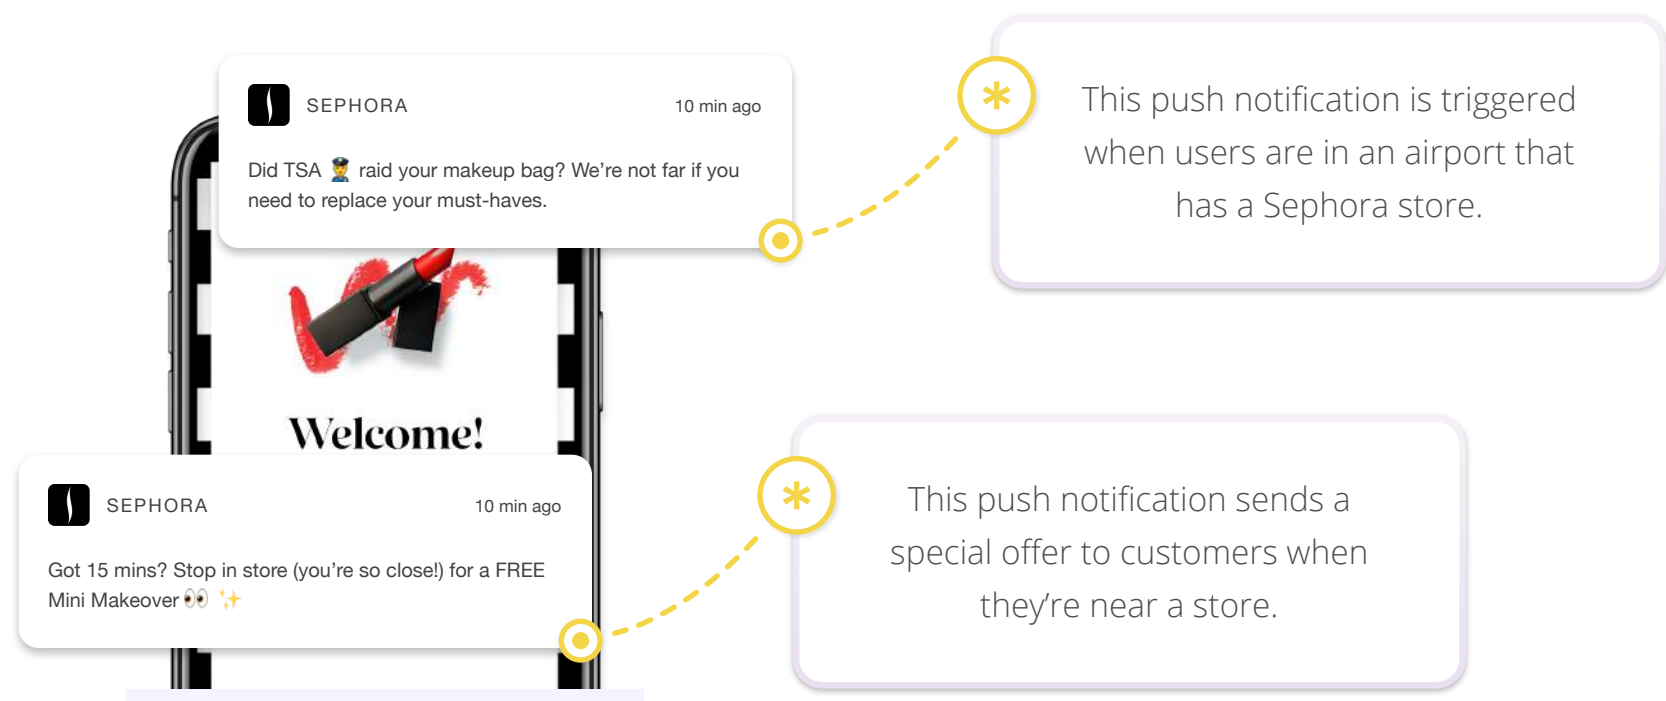 SEPHORA
10 min ago
Did TSA 👮 raid your makeup bag? We’re not far if you
need to replace your must-haves.
This push notification is triggered
when users are in an airport that
has a Sephora store.
Welcome!
SEPHORA
10 min ago
Got 15 mins? Stop in store (you’re so close!) for a FREE
Mini Makeover 👀 ✨
This push notification sends a
special offer to customers when
they’re near a store.